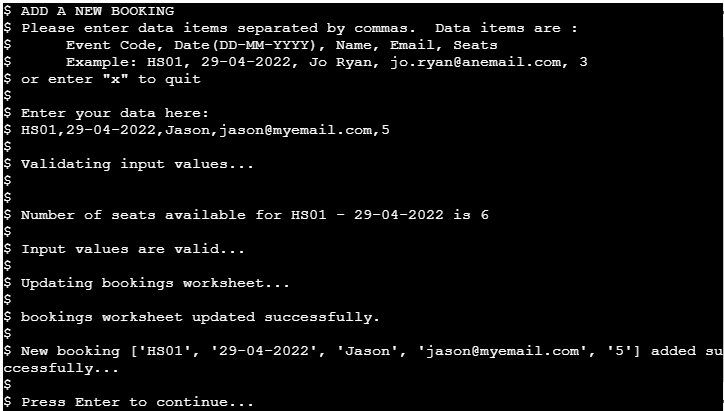 $ ADD A NEW BOOKING
$ Please enter data items separated by commas.  Data items are :
$      Event Code, Date(DD-MM-YYYY), Name, Email, Seats
$      Example: HS01, 29-04-2022, Jo Ryan, jo.ryan@anemail.com, 3
$ or enter "x" to quit
$
$ Enter your data here:
$ HS01,29-04-2022,Jason,jason@myemail.com,5
$
$ Validating input values...
$
$
$ Number of seats available for HS01 - 29-04-2022 is 6
$
$ Input values are valid...
$
$ Updating bookings worksheet...
$
$ bookings worksheet updated successfully.
$
$ New booking ['HS01', '29-04-2022', 'Jason', 'jason@myemail.com', '5'] added su
ccessfully...
$
$ Press Enter to continue...